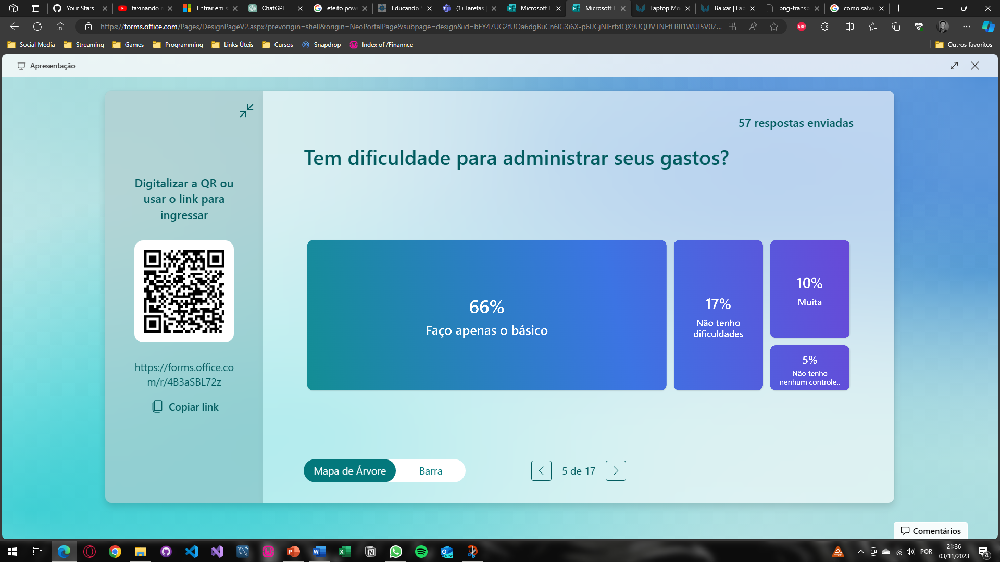 Your Stars
faxinando
Entrar em s
ChatGPT
efeito pow
Educando
(1) Tarefas
Microsoft F
Microsoft F
Laptop Mo
Baixar | Lap
png-transp
como salva
https://forms.office.com/Pages/DesignPageV2.aspx?prevorigin=shell&origin=NeoPortalPage&subpage=design&id=
Social Media
Streaming
Games
Programming
Links Úteis
Cursos
Snapdrop
Index of /Finannce
Outros favoritos
Apresentação
57 respostas enviadas
Tem dificuldade para administrar seus gastos?
Digitalizar a QR ou
usar o link para
ingressar
https://forms.office.co
m/r/4B3aSBL72z
Copiar link
66%
Faço apenas o básico
17%
Não tenho
dificuldades
10%
Muita
5%
Não tenho
nenhum controle..
Mapa de Árvore
Barra
5 de 17
Comentários
POR
21:36
03/11/2023
4